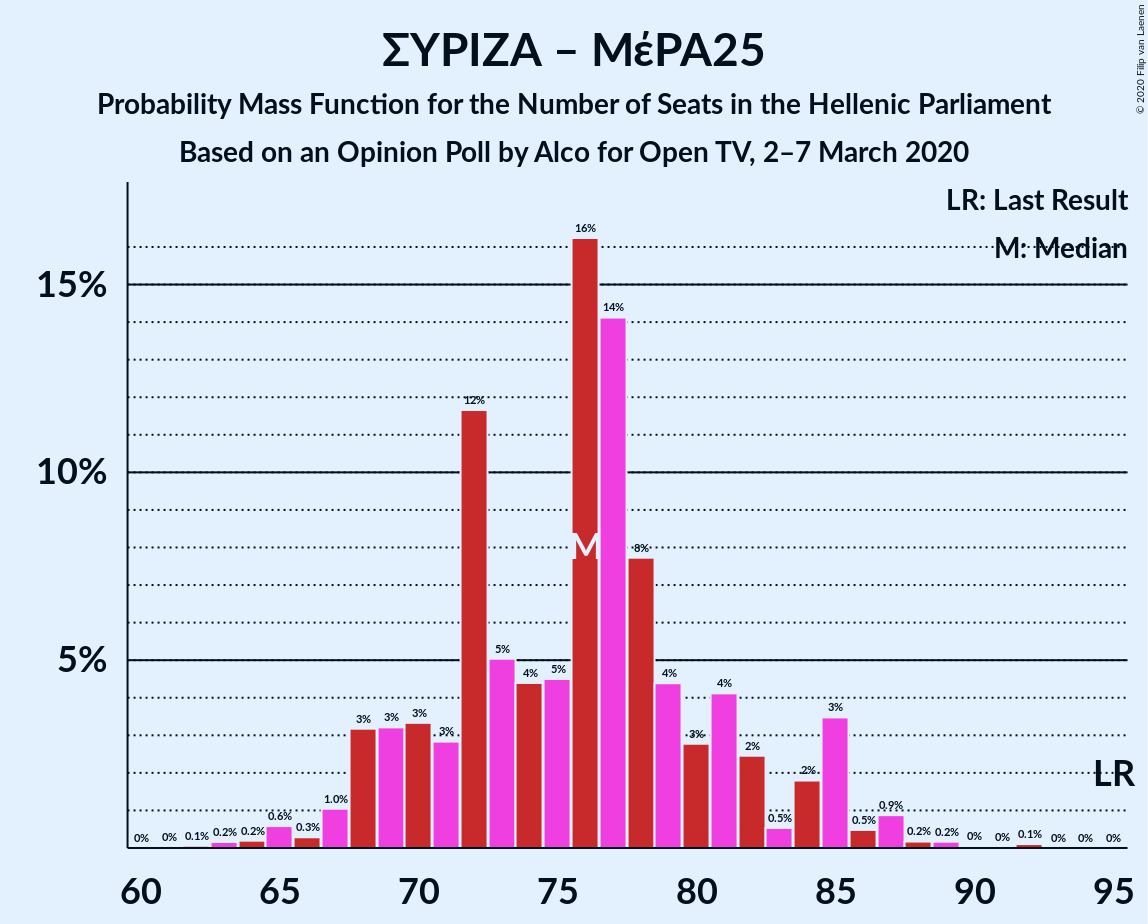 ΣΥΡΙΖΑ – ΜέΡΑ25
Probability Mass Function for the Number of Seats in the Hellenic Parliament
Based on an Opinion Poll by Alco for Open TV, 2–7 March 2020
© 2020 Filip van Laenen
LR: Last Result
M: Median
15%
10%
5%
0% 0% 0.1% 0.2% 0.2% 0.6% 0.3% 1.0% 3% 3% 3% 3% 12% 5% 4% 5% 16% 14% 8% 4% 3% 4% 2% 0.5% 2% 3% 0.5% 0.9% 0.2% 0.2% 0% 0% 0.1% 0% 0% 0%
M
LR
60 65 70 75 80 85 90 95